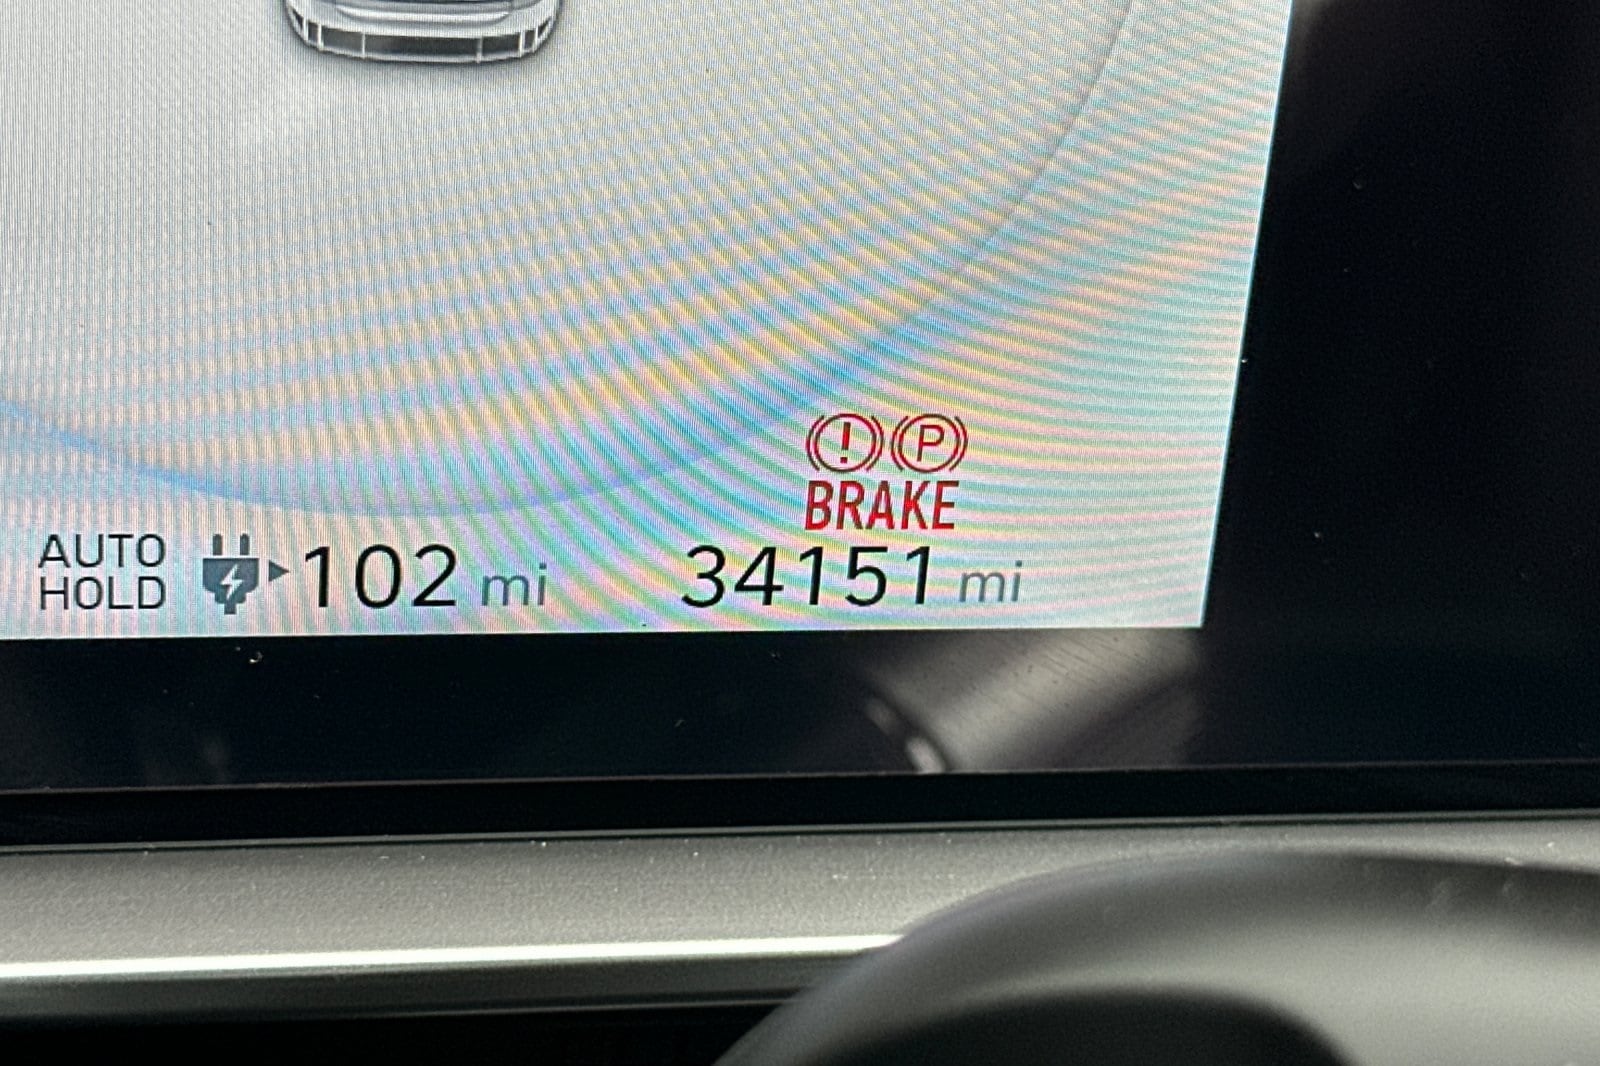 (!) (P)
BRAKE
AUTO
HOLD
102 mi 34151 mi